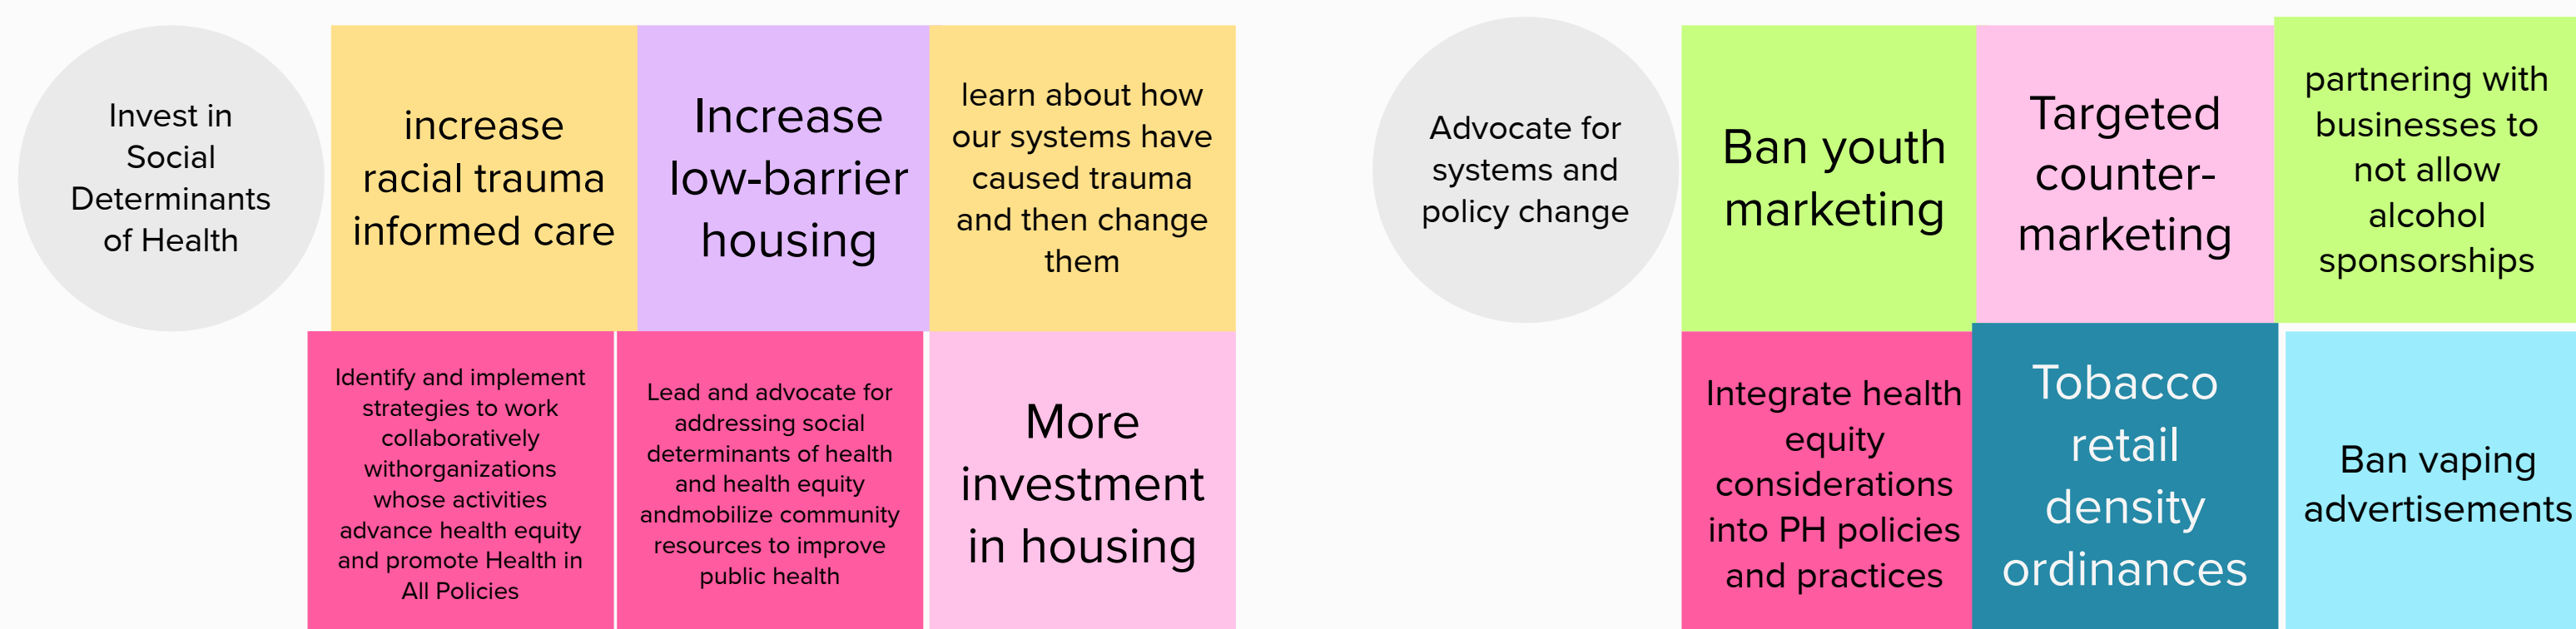 Invest in
Social
Determinants
of Health
increase
racial trauma
informed care
Increase
low-barrier
housing
learn about how
our systems have
caused trauma
and then change
them
Identify and implement
strategies to work
collaboratively
withorganizations
whose activities
advance health equity
and promote Health in
All Policies
Lead and advocate for
addressing social
determinants of health
and health equity
andmobilize community
resources to improve
public health
More
investment
in housing
Advocate for
systems and
policy change
Ban youth
marketing
Targeted
counter-
marketing
partnering with
businesses to
not allow
alcohol
sponsorships
Integrate health
equity
considerations
into PH policies
and practices
Tobacco
retail
density
ordinances
Ban vaping
advertisements